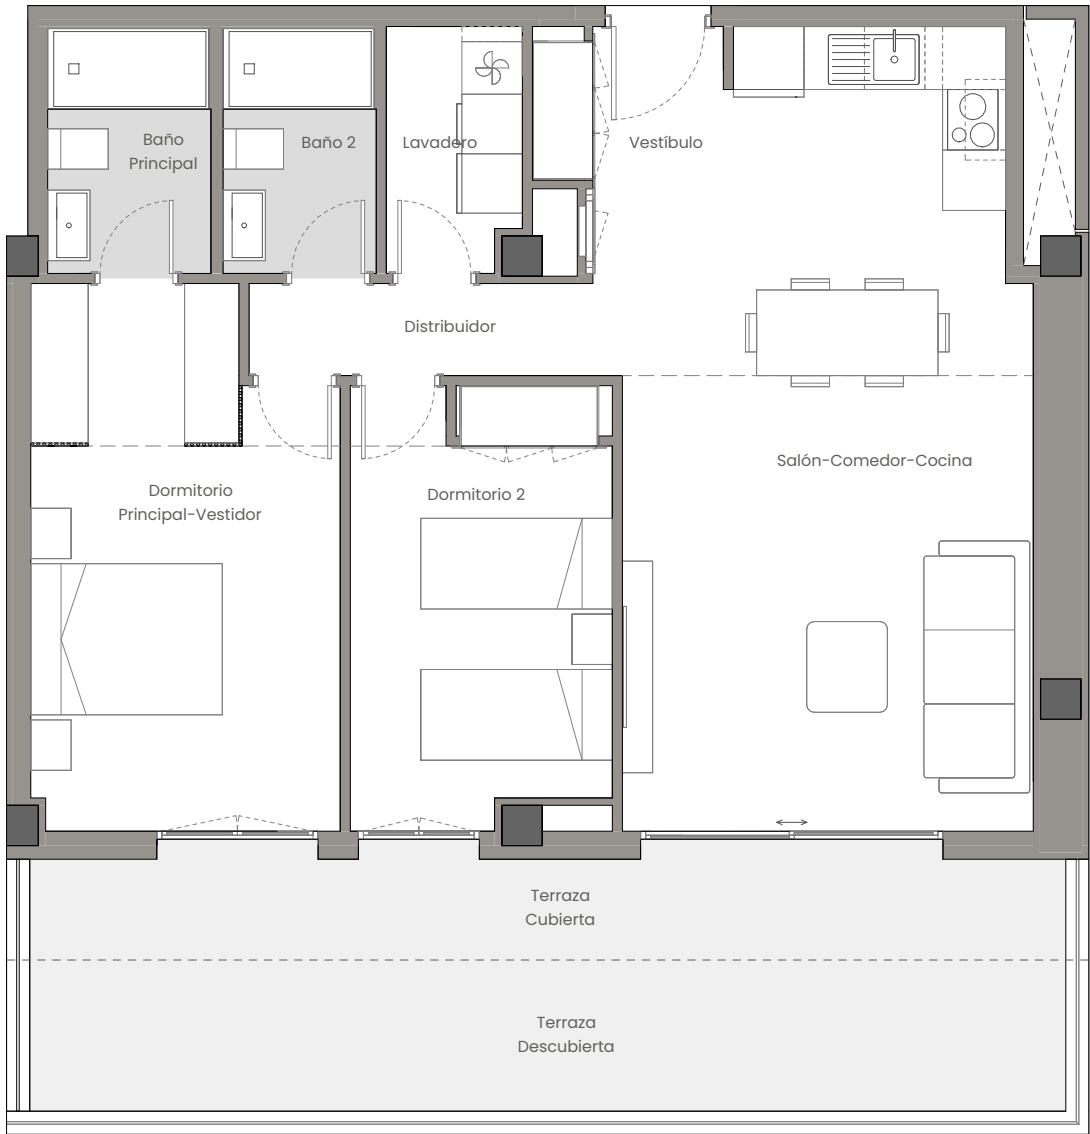 Baño
Principal
Baño 2
Lavadero
Vestíbulo
Distribuidor
Salón-Comedor-Cocina
Dormitorio
Principal-Vestidor
Dormitorio 2
Terraza
Cubierta
Terraza
Descubierta